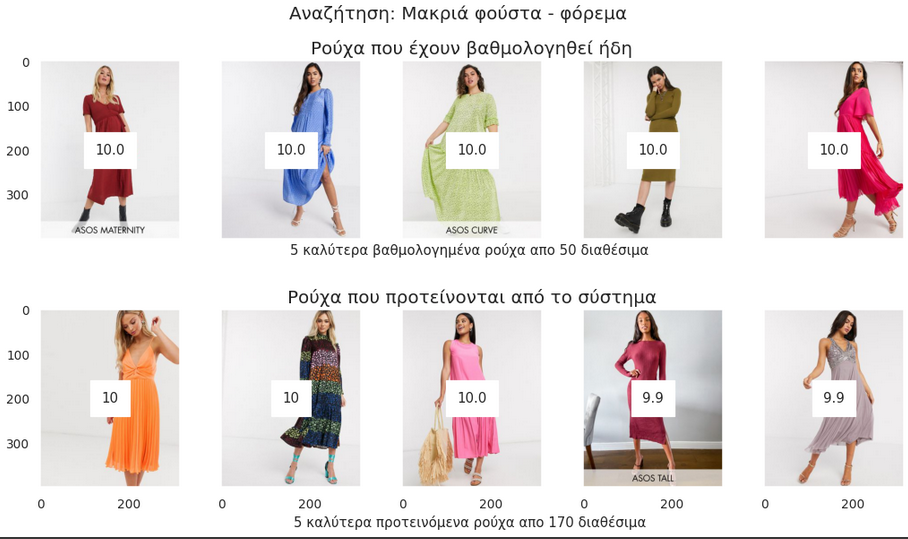 Αναζήτηση: Μακριά φούστα - φόρεμα
Ρούχα που έχουν βαθμολογηθεί ήδη
0
100
200
300
10.0 10.0 10.0 10.0 10.0
ASOS MATERNITY ASOS CURVE
5 καλύτερα βαθμολογημένα ρούχα απο 50 διαθέσιμα
Ρούχα που προτείνονται από το σύστημα
0
100
200
300
10 10 10.0 9.9 9.9
ASOS TALL
0 200 0 200 0 200 0 200 0 200
5 καλύτερα προτεινόμενα ρούχα απο 170 διαθέσιμα